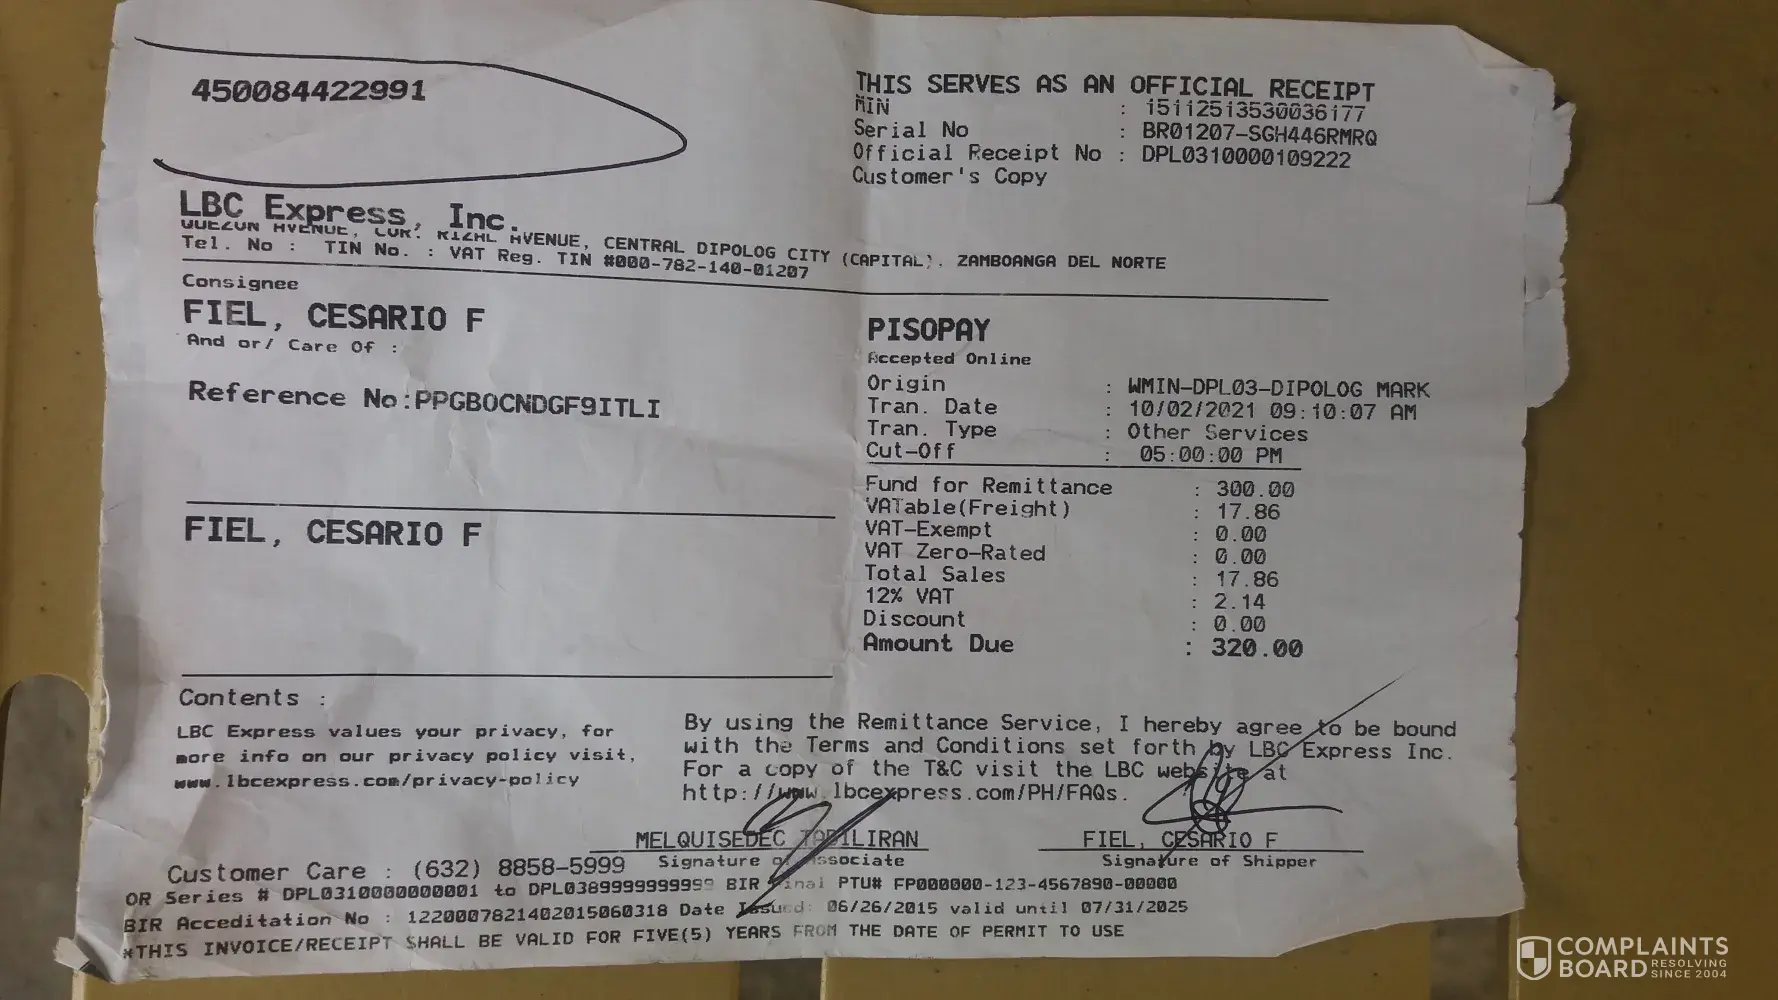 450084422991
THIS SERVES AS AN OFFICIAL RECEIPT
MIN : 15112513530036177
Serial No : BR01207-SGH446RMRQ
Official Receipt No : DPL0310000109222
Customer's Copy
LBC Express, Inc.
QUEZON AVENUE, COR. RIZAL AVENUE, CENTRAL DIPOLOG CITY (CAPITAL). ZAMBOANGA DEL NORTE
Tel. No : TIN No. : VAT Reg. TIN #000-782-140-01207
Consignee
FIEL, CESARIO F
And or/ Care Of :
Reference No:PPGBOCNDGF9ITLI
FIEL, CESARIO F
PISOPAY
Accepted Online
Origin : WMIN-DPL03-DIPOLOG MARK
Tran. Date : 10/02/2021 09:10:07 AM
Tran. Type : Other Services
Cut-Off : 05:00:00 PM
Fund for Remittance : 300.00
VATable(Freight) : 17.86
VAT-Exempt : 0.00
VAT Zero-Rated : 0.00
Total Sales : 17.86
12% VAT : 2.14
Discount : 0.00
Amount Due : 320.00
Contents :
LBC Express values your privacy, for
more info on our privacy policy visit,
www.lbcexpress.com/privacy-policy
By using the Remittance Service, I hereby agree to be bound
with the Terms and Conditions set forth by LBC Express Inc.
For a copy of the T&C visit the LBC website at
http://www.lbcexpress.com/PH/FAQs.
MELQUISEDEC TABILIRAN
Signature of Associate
FIEL, CESARIO F
Signature of Shipper
Customer Care : (632) 8858-5999
OR Series # DPL0310000000001 to DPL0389999999999 BIR Final PTU# FP000000-123-4567890-00000
BIR Acceditation No : 12200078214020150​60318 Date Issued: 06/26/2015 valid until 07/31/2025
*THIS INVOICE/RECEIPT SHALL BE VALID FOR FIVE(5) YEARS FROM THE DATE OF PERMIT TO USE
COMPLAINTS
BOARD RESOLVING SINCE 2004